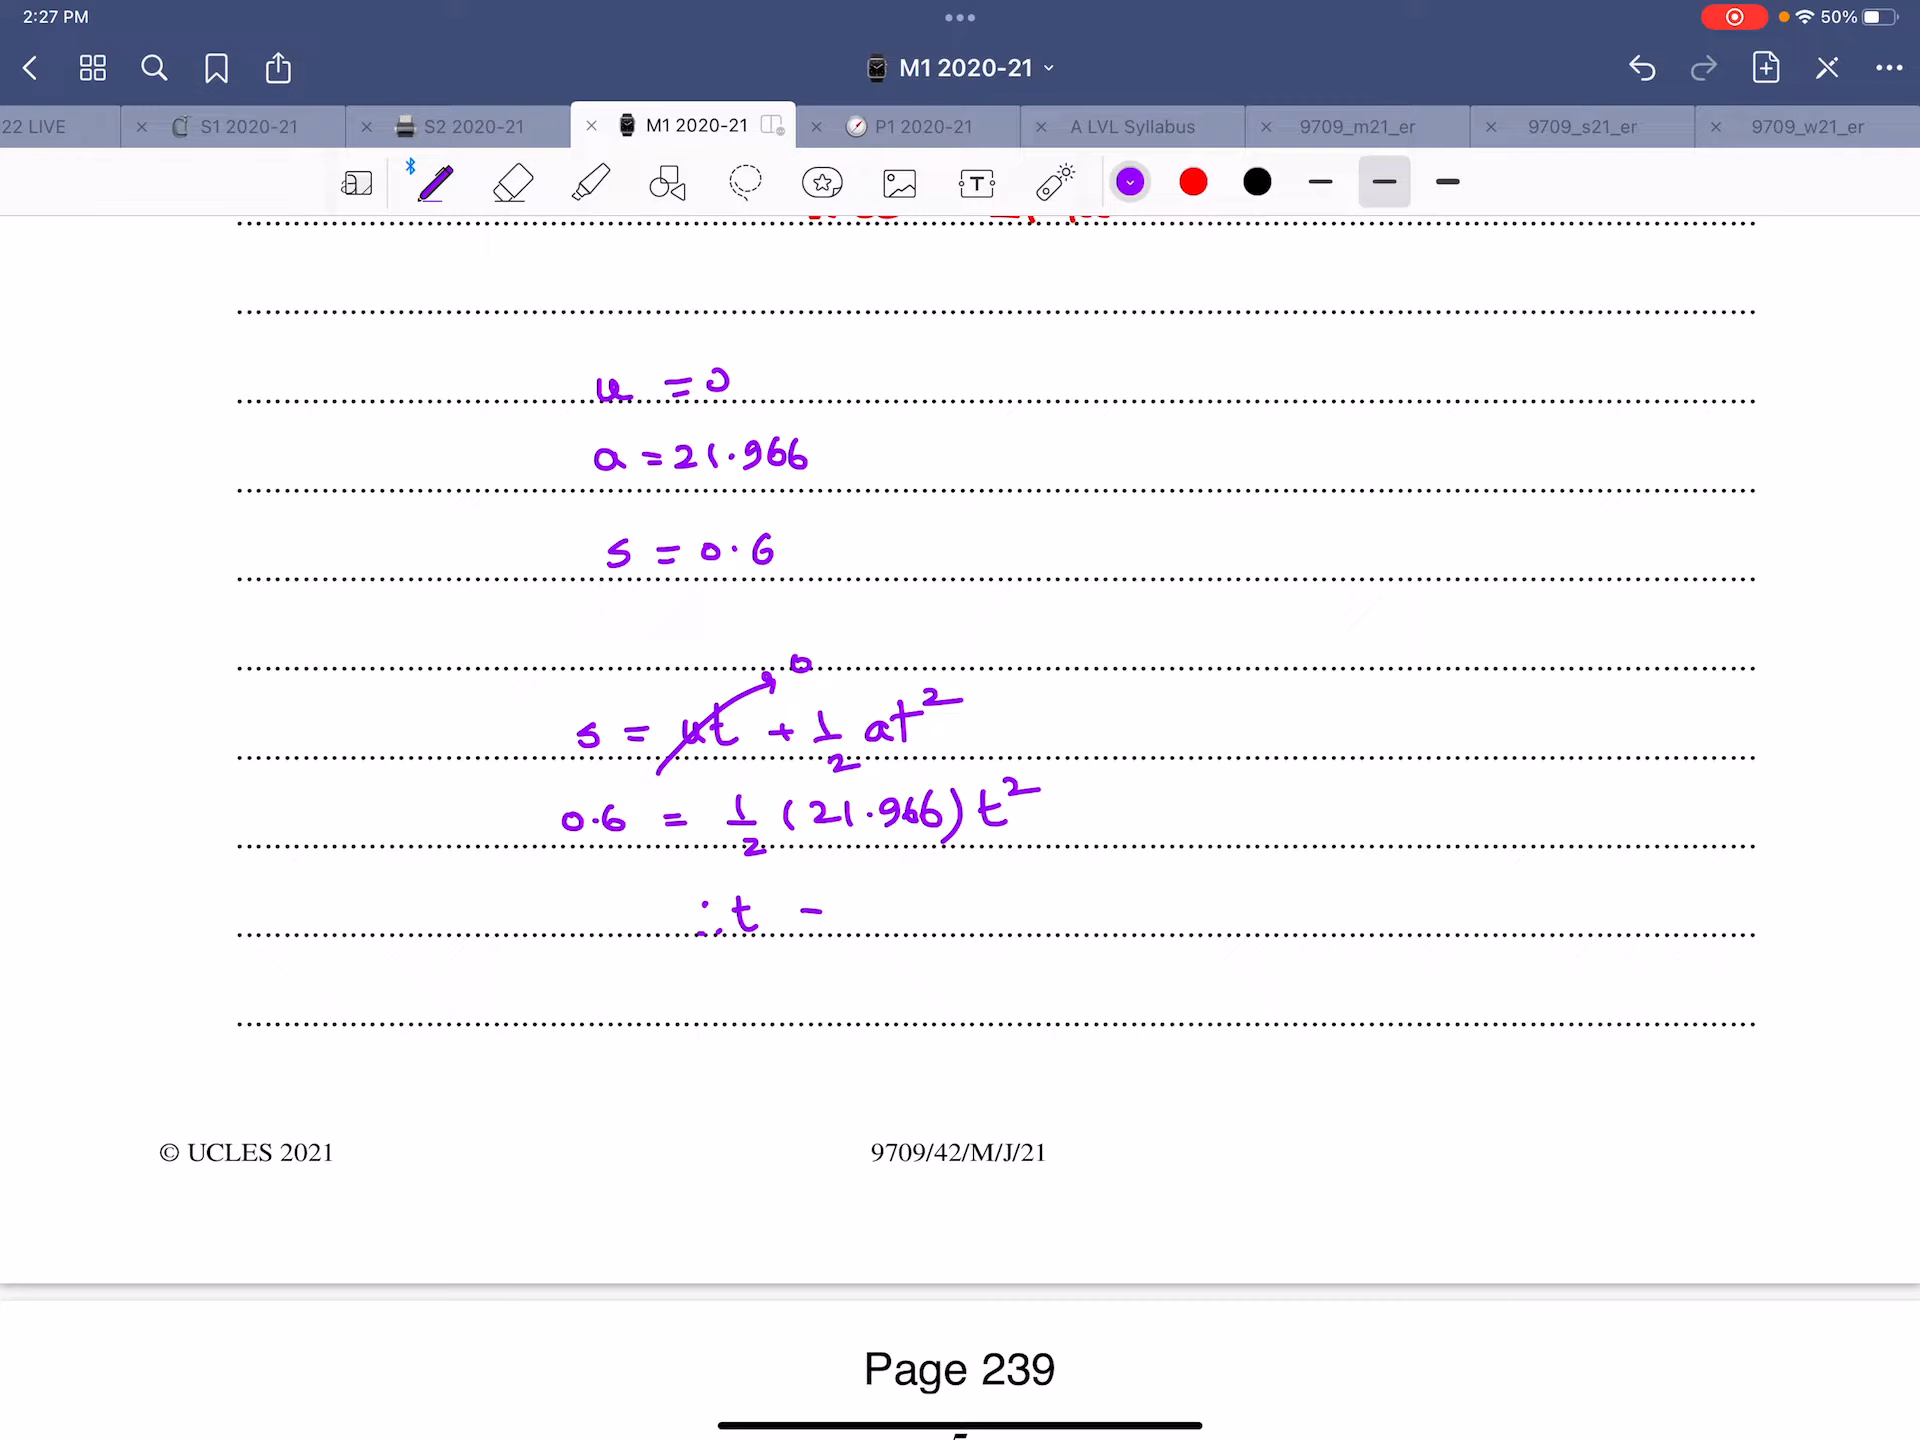 2:27 PM
50%
M1 2020-21
22 LIVE
S1 2020-21
S2 2020-21
M1 2020-21
P1 2020-21
A LVL Syllabus
9709_m21_er
9709_s21_er
9709_w21_er
T
u = 0
a = 21.966
s = 0.6
0
s = ut + 1/2 at²
0.6 = 1/2 (21.966) t²
∴ t -
© UCLES 2021
9709/42/M/J/21
Page 239